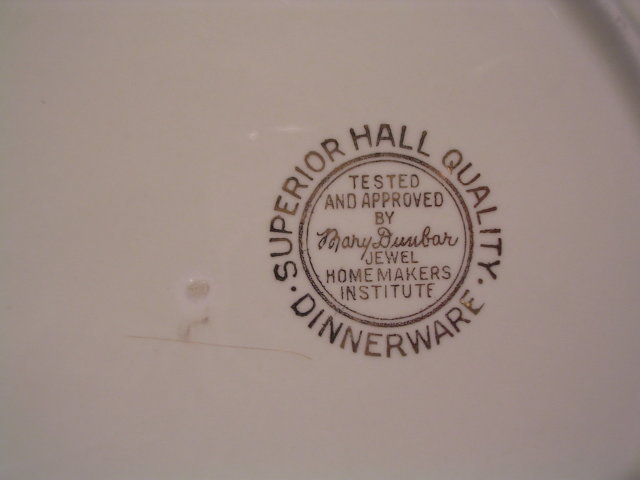 SUPERIOR HALL QUALITY
· DINNERWARE ·
TESTED
AND APPROVED
BY
Mary Dunbar
JEWEL
HOMEMAKERS
INSTITUTE